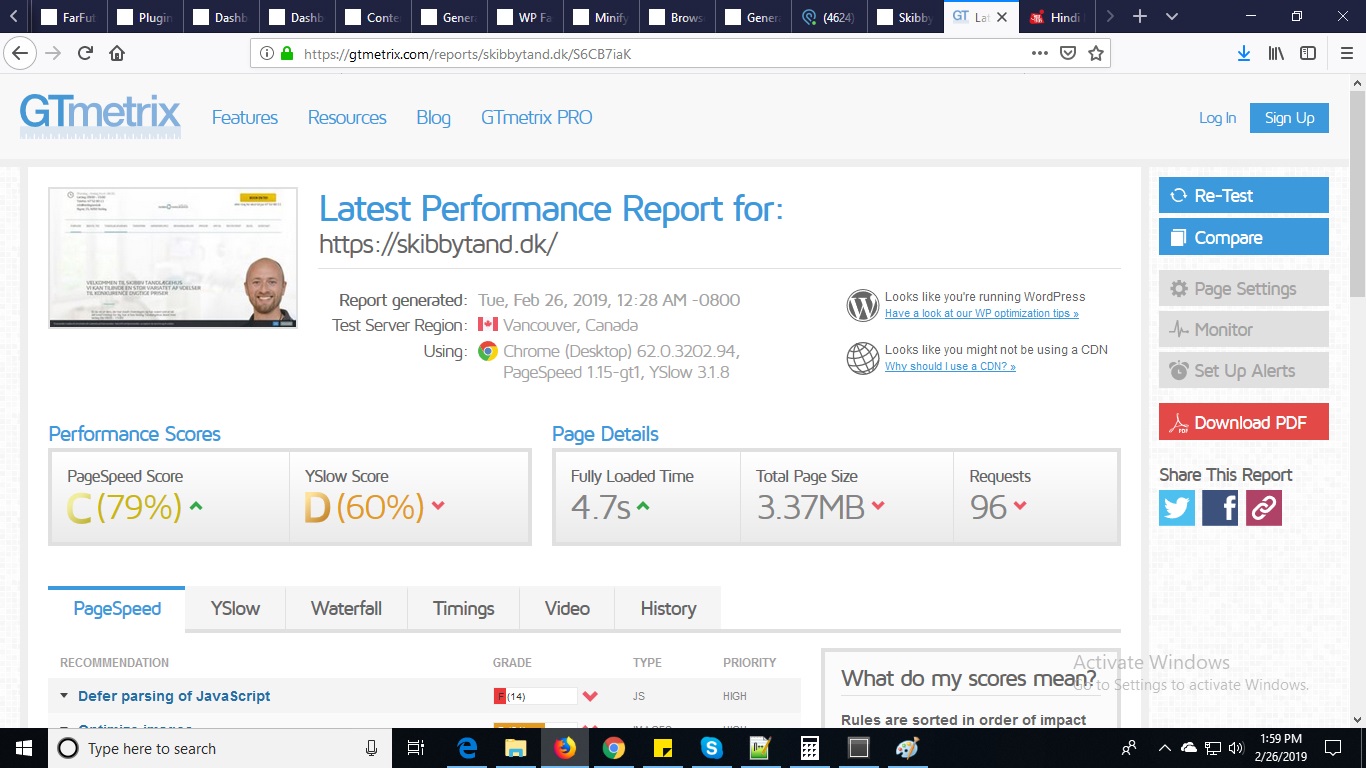 FarFut
Plugin
Dashb
Dashb
Conte
Genera
WP Fa
Minify
Brows
Genera
(4624)
Skibby
GT Lat
Hindi
https://gtmetrix.com/reports/skibbytand.dk/S6CB7iaK
GTmetrix Features Resources Blog GTmetrix PRO Log In Sign Up
Latest Performance Report for:
https://skibbytand.dk/
Report generated: Tue, Feb 26, 2019, 12:28 AM -0800
Test Server Region: Vancouver, Canada
Using: Chrome (Desktop) 62.0.3202.94,
PageSpeed 1.15-gt1, YSlow 3.1.8
Looks like you're running WordPress
Have a look at our WP optimization tips »
Looks like you might not be using a CDN
Why should I use a CDN? »
Re-Test
Compare
Page Settings
Monitor
Set Up Alerts
Download PDF
Share This Report
Performance Scores
PageSpeed Score
C (79%)
YSlow Score
D (60%)
Page Details
Fully Loaded Time
4.7s
Total Page Size
3.37MB
Requests
96
PageSpeed YSlow Waterfall Timings Video History
RECOMMENDATION GRADE TYPE PRIORITY
Defer parsing of JavaScript F (14) JS HIGH
What do my scores mean?
Rules are sorted in order of impact
Activate Windows
Go to Settings to activate Windows.
Type here to search
1:59 PM
2/26/2019